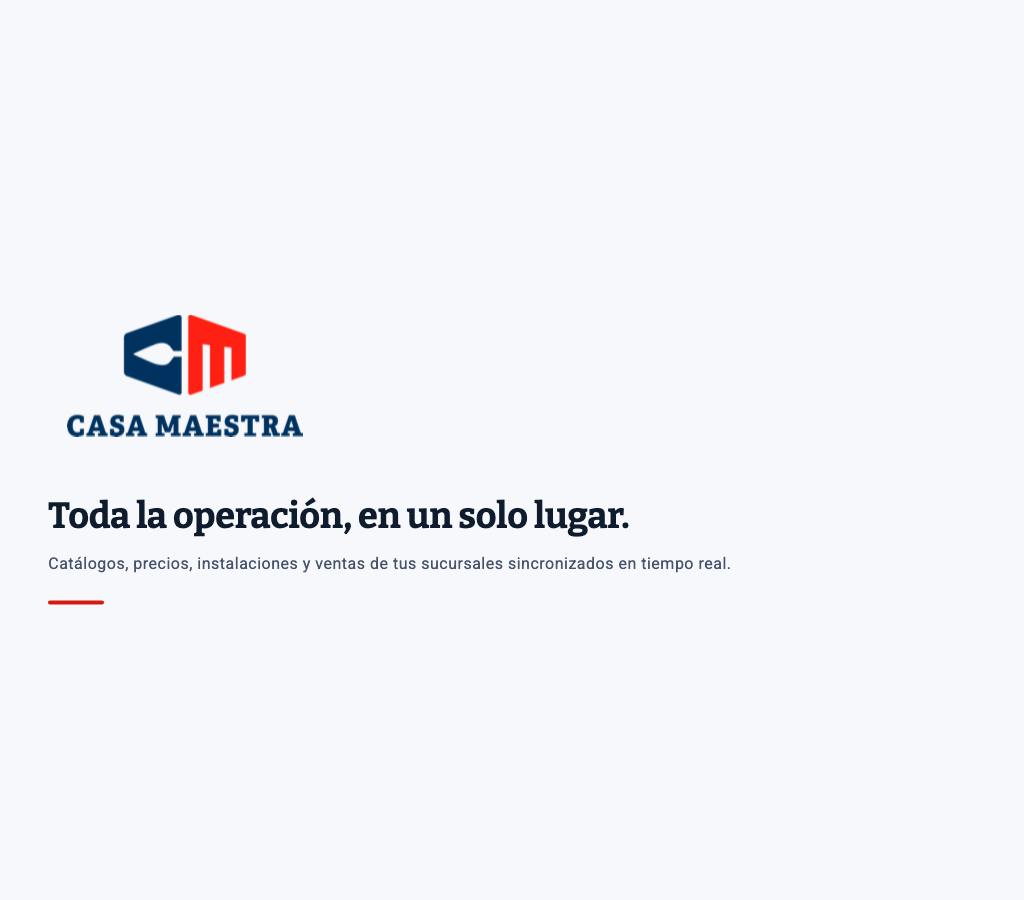 CASA MAESTRA
Toda la operación, en un solo lugar.
Catálogos, precios, instalaciones y ventas de tus sucursales sincronizados en tiempo real.